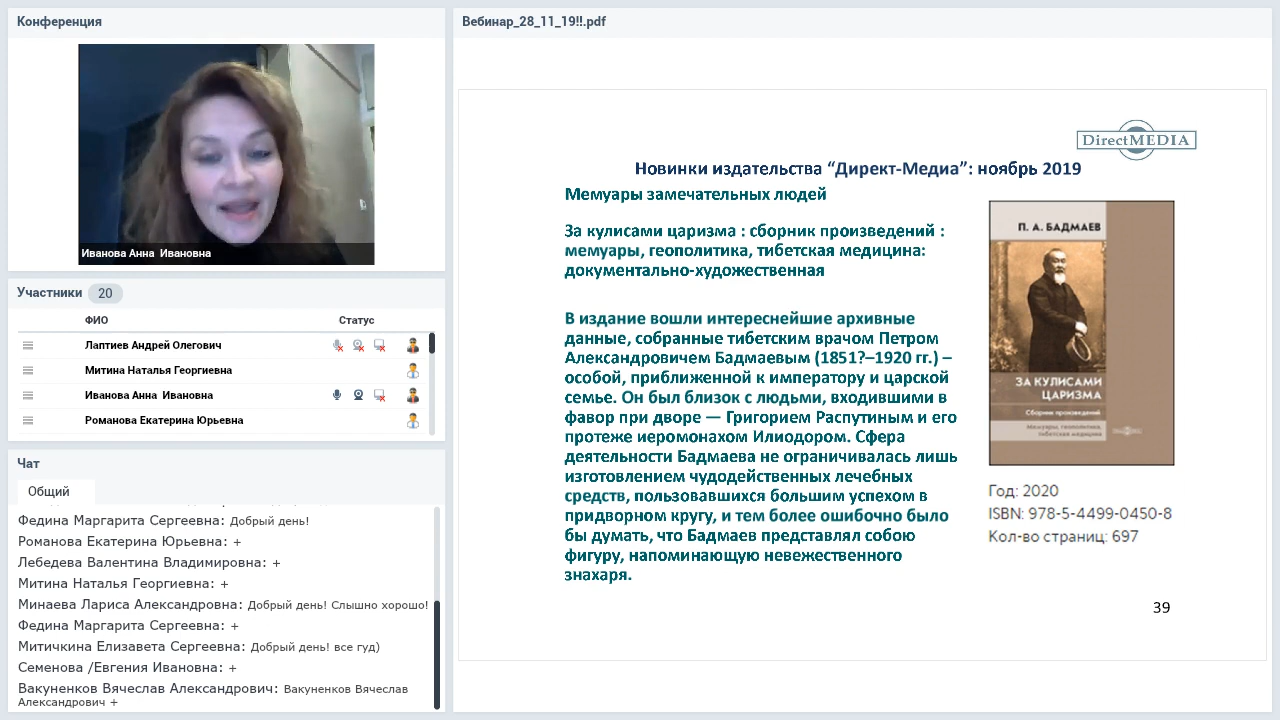 Конференция
Иванова Анна Ивановна
Участники 20
ФИО Статус
Лаптиев Андрей Олегович
Митина Наталья Георгиевна
Иванова Анна Ивановна
Романова Екатерина Юрьевна
Чат
Общий
Федина Маргарита Сергеевна: Добрый день!
Романова Екатерина Юрьевна: +
Лебедева Валентина Владимировна: +
Митина Наталья Георгиевна: +
Минаева Лариса Александровна: Добрый день! Слышно хорошо!
Федина Маргарита Сергеевна: +
Митичкина Елизавета Сергеевна: Добрый день! все гуд)
Семенова /Евгения Ивановна: +
Вакуненков Вячеслав Александрович: Вакуненков Вячеслав
Александрович +
Вебинар_28_11_19!!.pdf
DirectMEDIA
Новинки издательства “Директ-Медиа”: ноябрь 2019
Мемуары замечательных людей
За кулисами царизма : сборник произведений :
мемуары, геополитика, тибетская медицина:
документально-художественная
В издание вошли интереснейшие архивные
данные, собранные тибетским врачом Петром
Александровичем Бадмаевым (1851?–1920 гг.) –
особой, приближенной к императору и царской
семье. Он был близок с людьми, входившими в
фавор при дворе — Григорием Распутиным и его
протеже иеромонахом Илиодором. Сфера
деятельности Бадмаева не ограничивалась лишь
изготовлением чудодейственных лечебных
средств, пользовавшихся большим успехом в
придворном кругу, и тем более ошибочно было
бы думать, что Бадмаев представлял собою
фигуру, напоминающую невежественного
знахаря.
П. А. БАДМАЕВ
ЗА КУЛИСАМИ
ЦАРИЗМА
Сборник произведений
Мемуары, геополитика,
тибетская медицина
Год: 2020
ISBN: 978-5-4499-0450-8
Кол-во страниц: 697
39